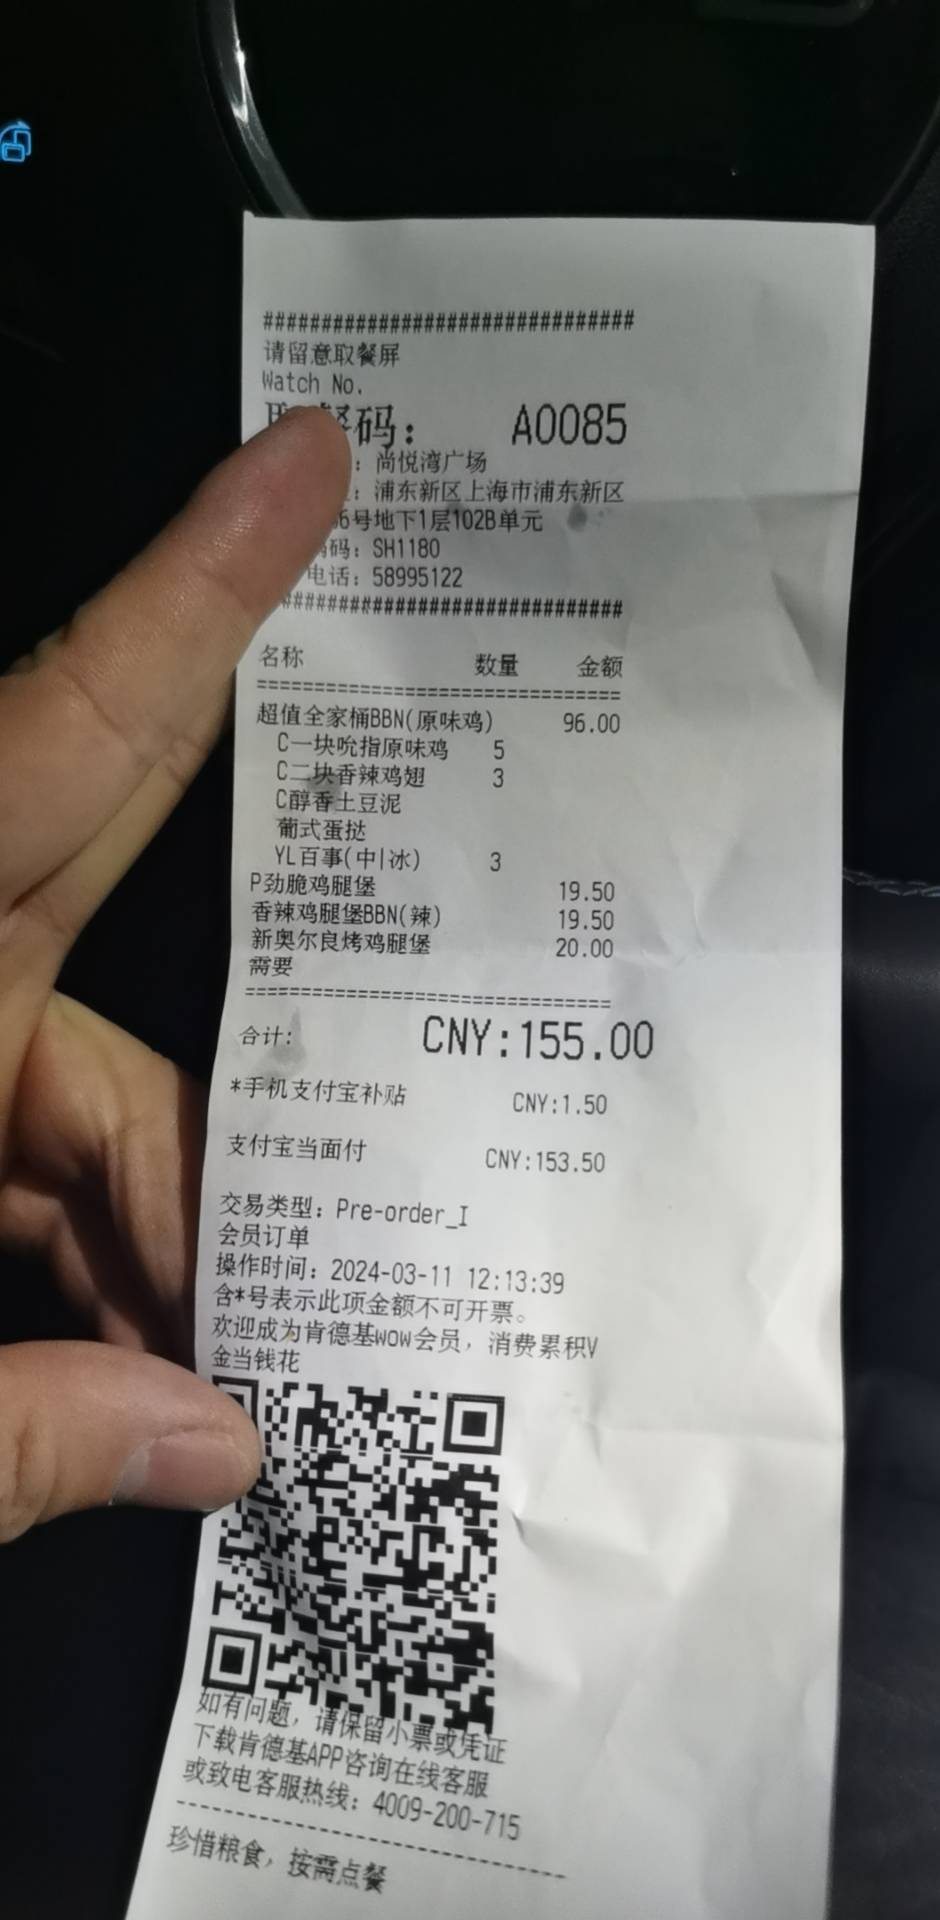 ################################
请留意取餐屏
Watch No.
码： A0085
：尚悦湾广场
：浦东新区上海市浦东新区
6号地下1层102B单元
码：SH1180
电话：58995122
##############################
名称 数量 金额
================================
超值全家桶BBN(原味鸡) 96.00
C一块吮指原味鸡 5
C二块香辣鸡翅 3
C醇香土豆泥
葡式蛋挞
YL百事(中|冰) 3
P劲脆鸡腿堡 19.50
香辣鸡腿堡BBN(辣) 19.50
新奥尔良烤鸡腿堡 20.00
需要
================================
合计: CNY:155.00
*手机支付宝补贴 CNY:1.50
支付宝当面付 CNY:153.50
交易类型：Pre-order_I
会员订单
操作时间：2024-03-11 12:13:39
含*号表示此项金额不可开票。
欢迎成为肯德基wow会员，消费累积V
金当钱花
如有问题，请保留小票或凭证
下载肯德基APP咨询在线客服
或致电客服热线：4009-200-715
--------------------------------
珍惜粮食，按需点餐